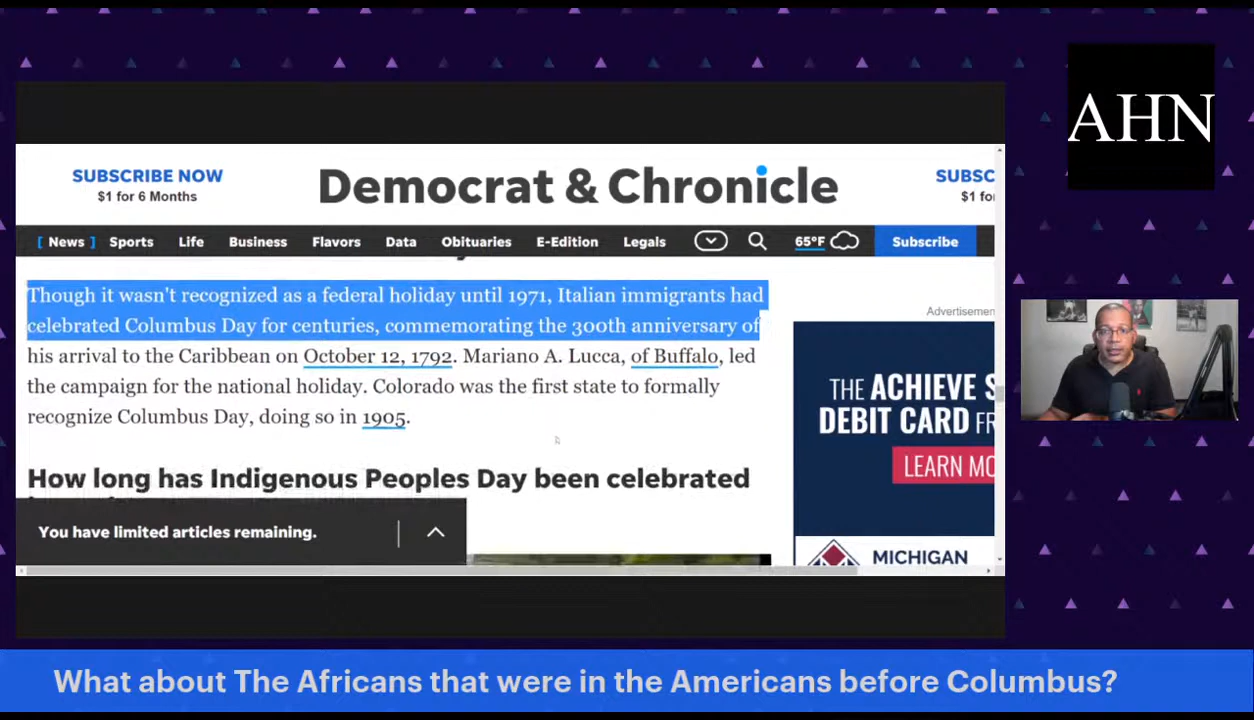 AHN
SUBSCRIBE NOW
$1 for 6 Months
Democrat & Chronicle
SUBSC
$1 fo
[ News ] Sports Life Business Flavors Data Obituaries E-Edition Legals 65°F Subscribe
Though it wasn't recognized as a federal holiday until 1971, Italian immigrants had
celebrated Columbus Day for centuries, commemorating the 300th anniversary of
his arrival to the Caribbean on October 12, 1792. Mariano A. Lucca, of Buffalo, led
the campaign for the national holiday. Colorado was the first state to formally
recognize Columbus Day, doing so in 1905.
How long has Indigenous Peoples Day been celebrated
You have limited articles remaining.
Advertisemen
THE ACHIEVE S
DEBIT CARD FR
LEARN MO
MICHIGAN
What about The Africans that were in the Americans before Columbus?